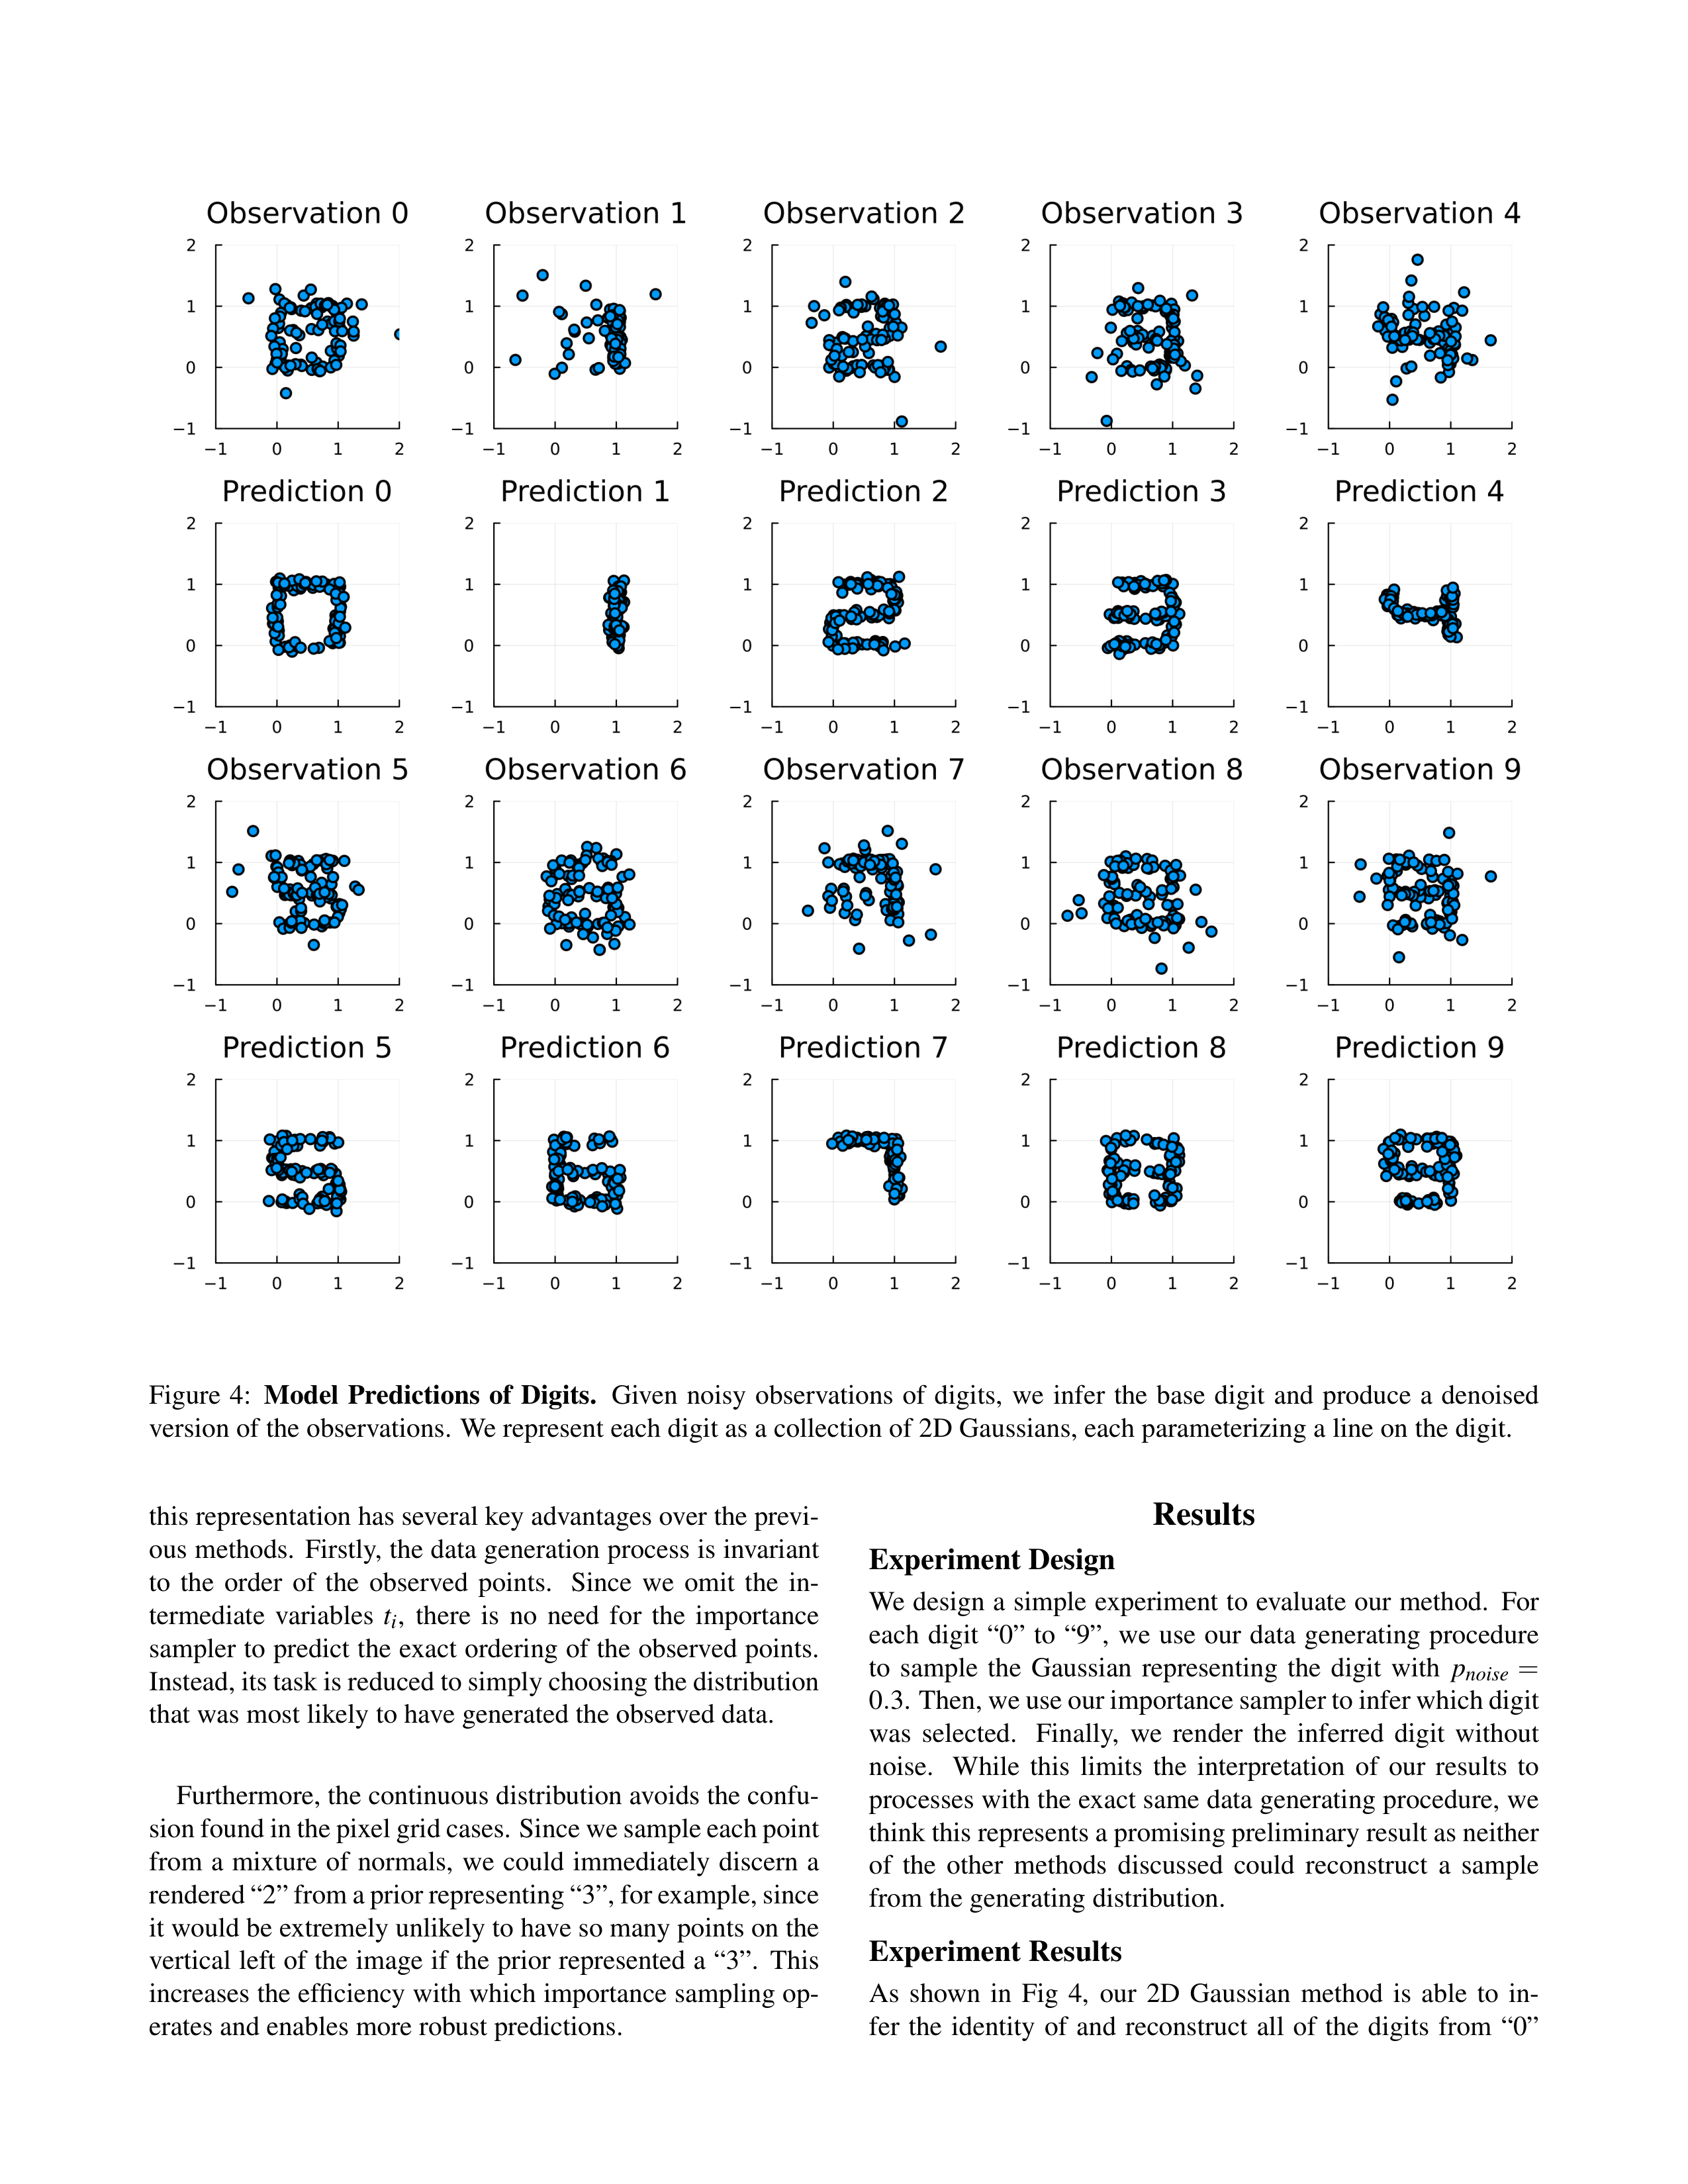 Observation 0 Observation 1 Observation 2 Observation 3 Observation 4
2 2 2 2 2
1 1 1 1 1
0 0 0 0 0
−1 −1 −1 −1 −1
−1 0 1 2 −1 0 1 2 −1 0 1 2 −1 0 1 2 −1 0 1 2
Prediction 0 Prediction 1 Prediction 2 Prediction 3 Prediction 4
2 2 2 2 2
1 1 1 1 1
0 0 0 0 0
−1 −1 −1 −1 −1
−1 0 1 2 −1 0 1 2 −1 0 1 2 −1 0 1 2 −1 0 1 2
Observation 5 Observation 6 Observation 7 Observation 8 Observation 9
2 2 2 2 2
1 1 1 1 1
0 0 0 0 0
−1 −1 −1 −1 −1
−1 0 1 2 −1 0 1 2 −1 0 1 2 −1 0 1 2 −1 0 1 2
Prediction 5 Prediction 6 Prediction 7 Prediction 8 Prediction 9
2 2 2 2 2
1 1 1 1 1
0 0 0 0 0
−1 −1 −1 −1 −1
−1 0 1 2 −1 0 1 2 −1 0 1 2 −1 0 1 2 −1 0 1 2
Figure 4: Model Predictions of Digits. Given noisy observations of digits, we infer the base digit and produce a denoised
version of the observations. We represent each digit as a collection of 2D Gaussians, each parameterizing a line on the digit.
this representation has several key advantages over the previ-
ous methods. Firstly, the data generation process is invariant
to the order of the observed points. Since we omit the in-
termediate variables tᵢ, there is no need for the importance
sampler to predict the exact ordering of the observed points.
Instead, its task is reduced to simply choosing the distribution
that was most likely to have generated the observed data.
Furthermore, the continuous distribution avoids the confu-
sion found in the pixel grid cases. Since we sample each point
from a mixture of normals, we could immediately discern a
rendered “2” from a prior representing “3”, for example, since
it would be extremely unlikely to have so many points on the
vertical left of the image if the prior represented a “3”. This
increases the efficiency with which importance sampling op-
erates and enables more robust predictions.
Results
Experiment Design
We design a simple experiment to evaluate our method. For
each digit “0” to “9”, we use our data generating procedure
to sample the Gaussian representing the digit with pnoise =
0.3. Then, we use our importance sampler to infer which digit
was selected. Finally, we render the inferred digit without
noise. While this limits the interpretation of our results to
processes with the exact same data generating procedure, we
think this represents a promising preliminary result as neither
of the other methods discussed could reconstruct a sample
from the generating distribution.
Experiment Results
As shown in Fig 4, our 2D Gaussian method is able to in-
fer the identity of and reconstruct all of the digits from “0”